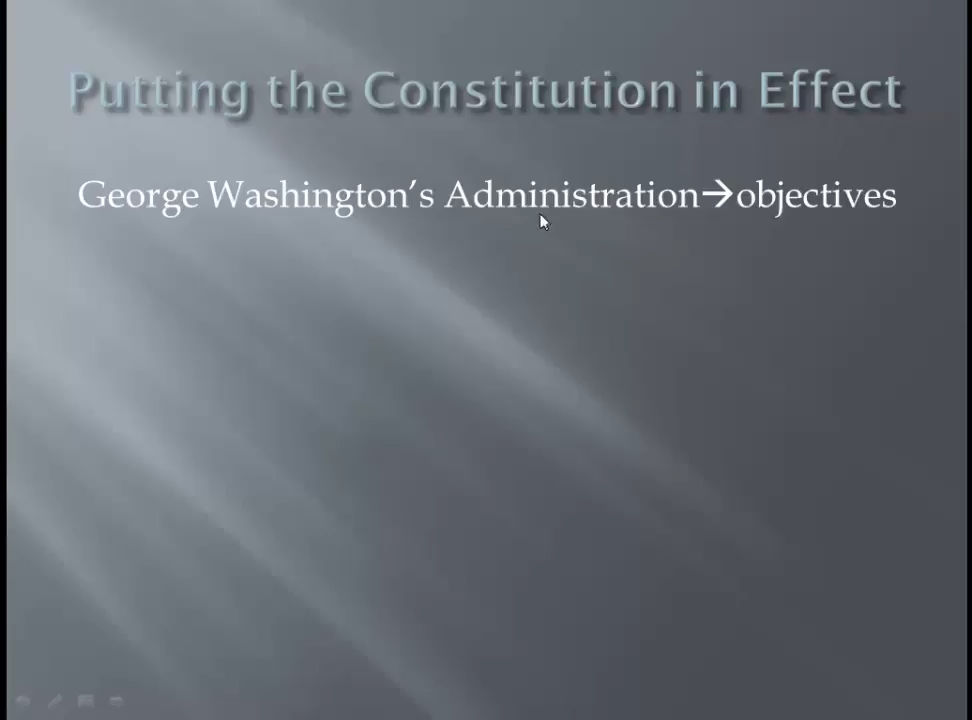 Putting the Constitution in Effect
George Washington’s Administration→objectives